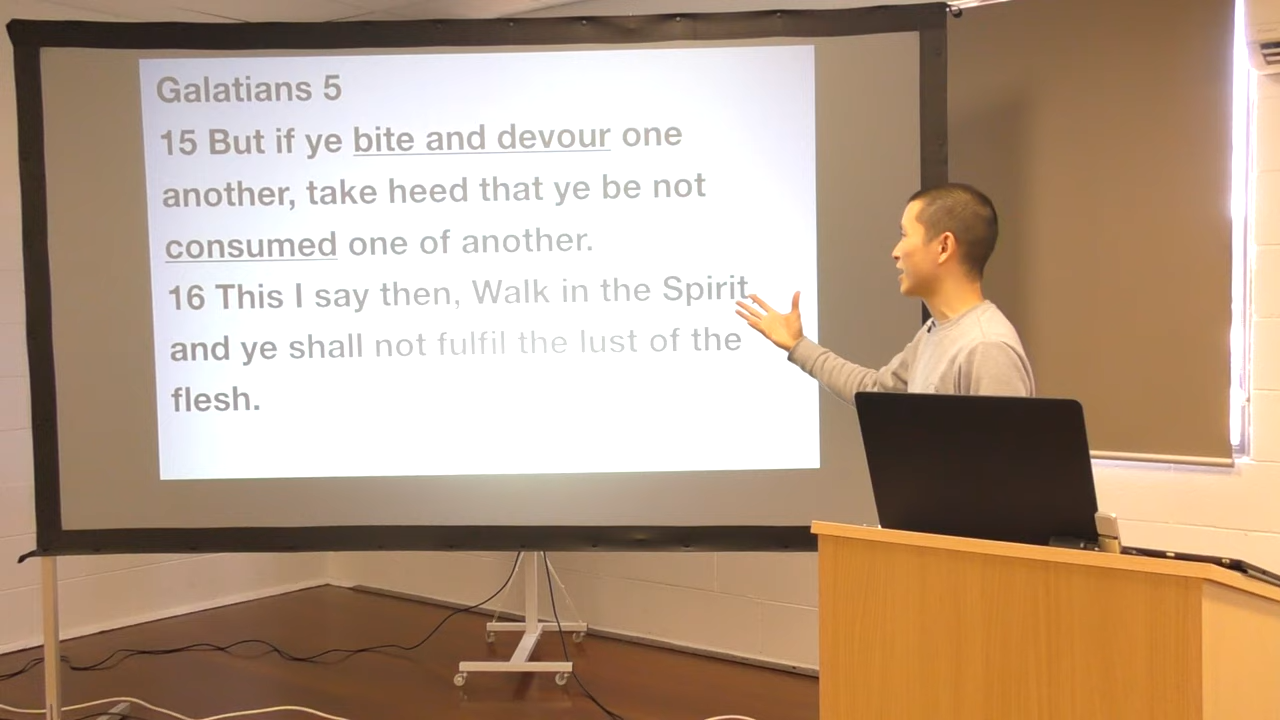 Galatians 5
15 But if ye bite and devour one
another, take heed that ye be not
consumed one of another.
16 This I say then, Walk in the Spirit,
and ye shall not fulfil the lust of the
flesh.